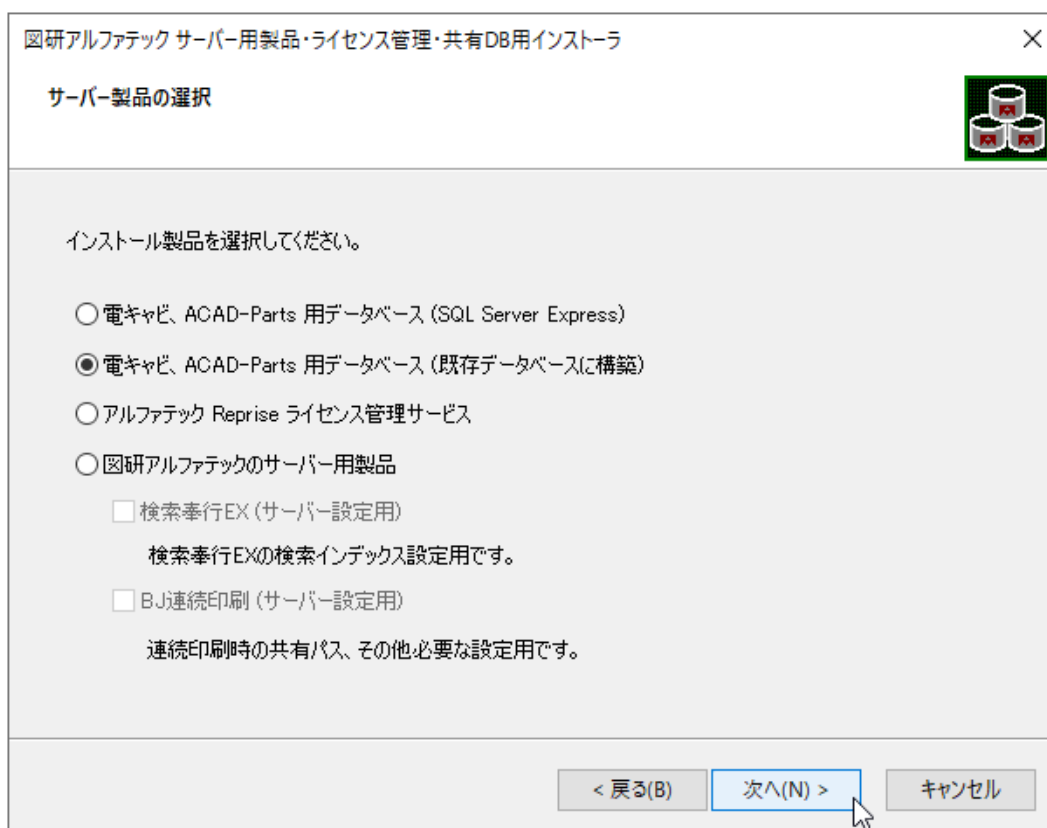 図研アルファテック サーバー用製品・ライセンス管理・共有DB用インストーラ
サーバー製品の選択
インストール製品を選択してください。
電キャビ、ACAD-Parts 用データベース (SQL Server Express)
電キャビ、ACAD-Parts 用データベース (既存データベースに構築)
アルファテック Reprise ライセンス管理サービス
図研アルファテックのサーバー用製品
検索奉行EX (サーバー設定用)
検索奉行EXの検索インデックス設定用です。
BJ連続印刷 (サーバー設定用)
連続印刷時の共有パス、その他必要な設定用です。
< 戻る(B) 次へ(N) > キャンセル